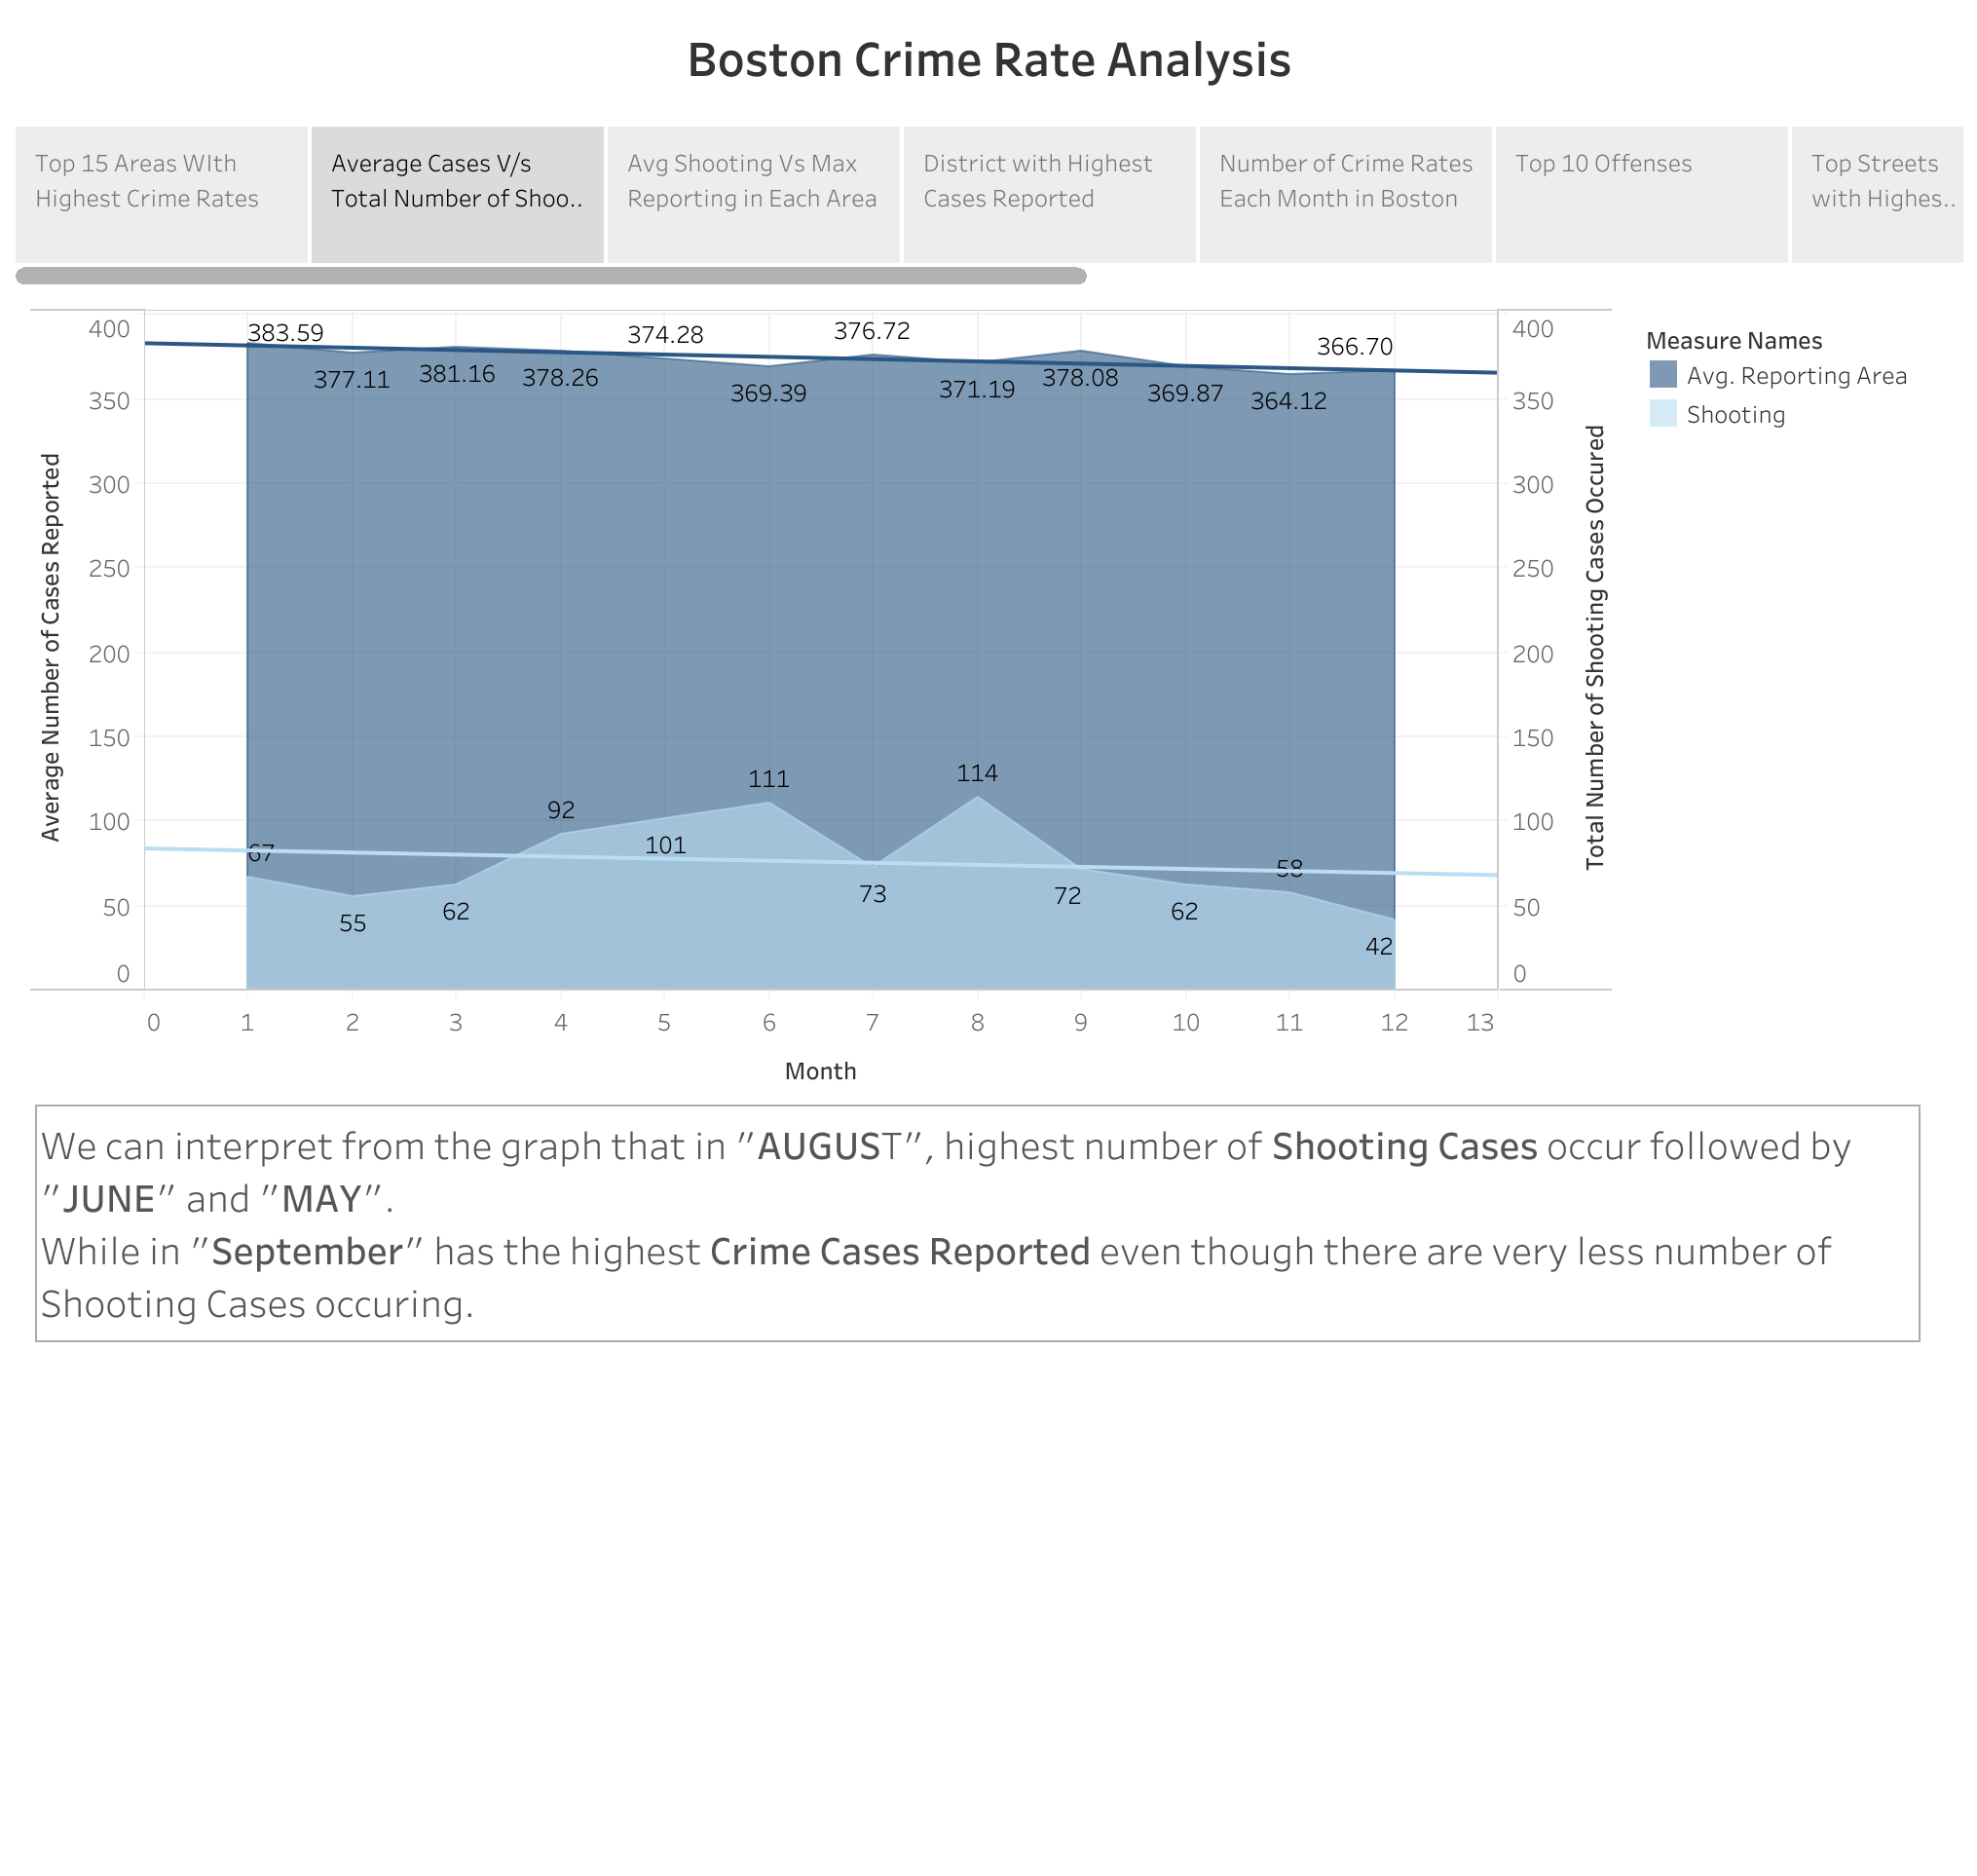 Boston Crime Rate Analysis
Top 15 Areas WIth
Highest Crime Rates
Average Cases V/s
Total Number of Shoo..
Avg Shooting Vs Max
Reporting in Each Area
District with Highest
Cases Reported
Number of Crime Rates
Each Month in Boston
Top 10 Offenses
Top Streets
with Highes..
Average Number of Cases Reported
400
350
300
250
200
150
100
50
0
383.59
377.11
381.16
378.26
374.28
369.39
376.72
371.19
378.08
369.87
364.12
366.70
67
55
62
92
101
111
73
114
72
62
58
42
400
350
300
250
200
150
100
50
0
Total Number of Shooting Cases Occured
Measure Names
Avg. Reporting Area
Shooting
0 1 2 3 4 5 6 7 8 9 10 11 12 13
Month
We can interpret from the graph that in "AUGUST", highest number of Shooting Cases occur followed by
"JUNE" and "MAY".
While in "September" has the highest Crime Cases Reported even though there are very less number of
Shooting Cases occuring.